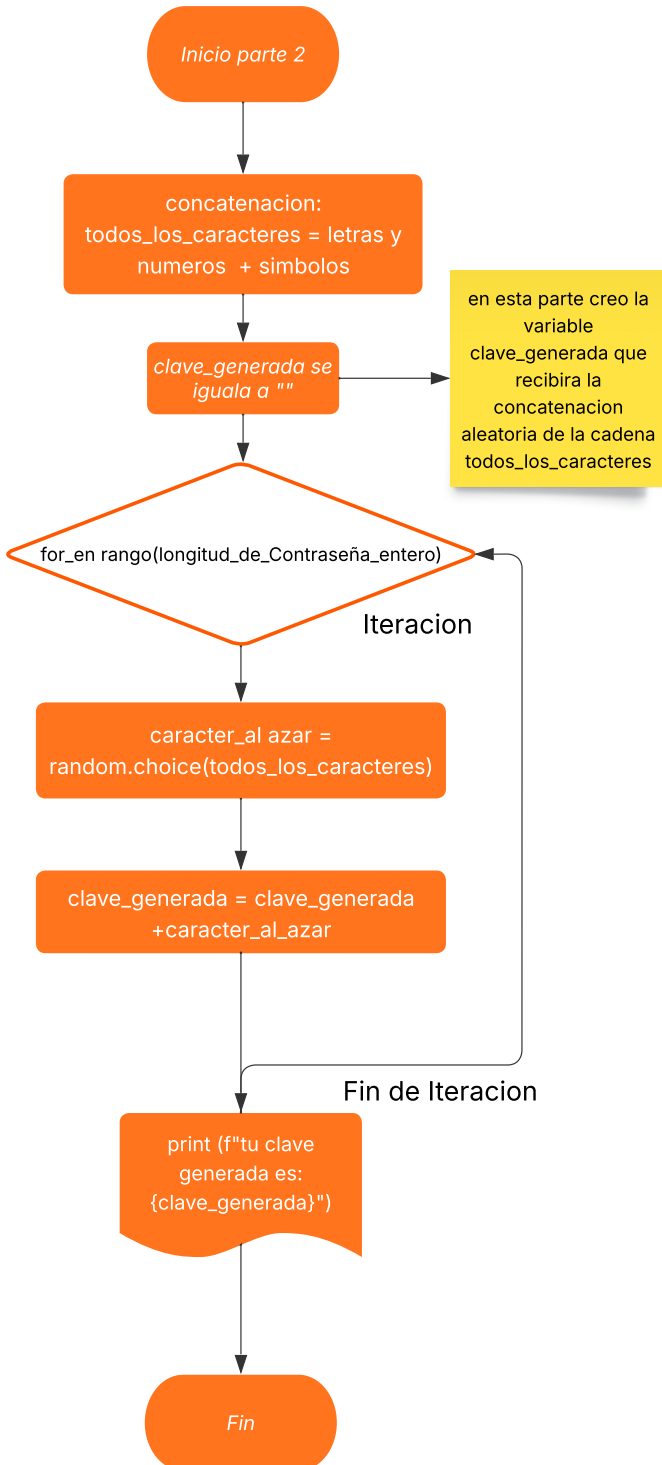 Inicio parte 2
concatenacion:
todos_los_caracteres = letras y
numeros  + simbolos
clave_generada se
iguala a ""
en esta parte creo la
variable
clave_generada que
recibira la
concatenacion
aleatoria de la cadena
todos_los_caracteres
for_en rango(longitud_de_Contraseña_entero)
Iteracion
caracter_al azar =
random.choice(todos_los_caracteres)
clave_generada = clave_generada
+caracter_al_azar
Fin de Iteracion
print (f"tu clave
generada es:
{clave_generada}")
Fin